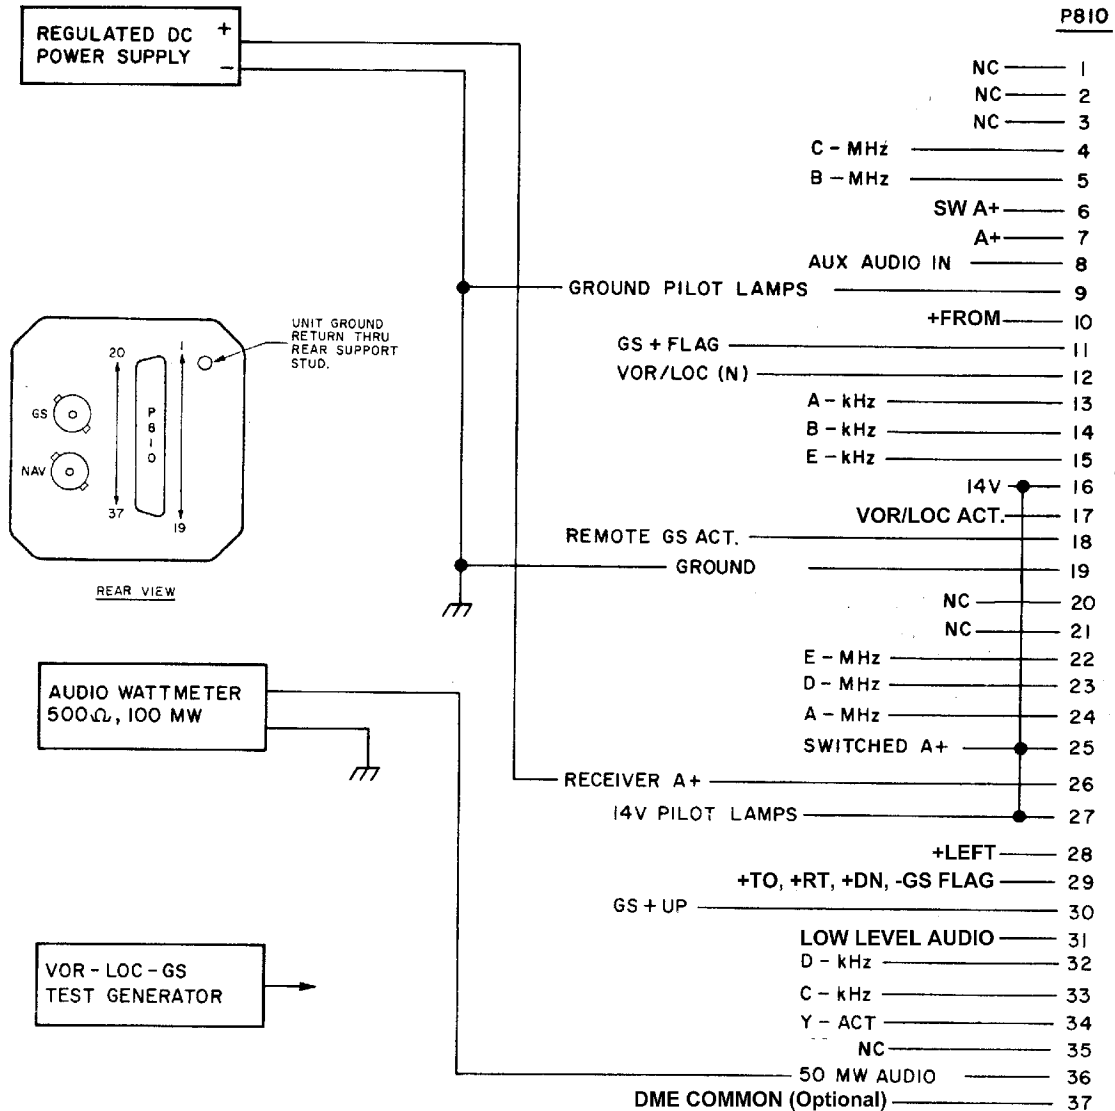 P810
REGULATED DC +
POWER SUPPLY –
NC 1
NC 2
NC 3
C - MHz 4
B - MHz 5
SW A+ 6
A+ 7
AUX AUDIO IN 8
GROUND PILOT LAMPS 9
+FROM 10
GS + FLAG 11
VOR/LOC (N) 12
A - kHz 13
B - kHz 14
E - kHz 15
14V 16
VOR/LOC ACT. 17
REMOTE GS ACT. 18
GROUND 19
NC 20
NC 21
E - MHz 22
D - MHz 23
A - MHz 24
SWITCHED A+ 25
RECEIVER A+ 26
14V PILOT LAMPS 27
+LEFT 28
+TO, +RT, +DN, -GS FLAG 29
GS + UP 30
LOW LEVEL AUDIO 31
D - kHz 32
C - kHz 33
Y - ACT 34
NC 35
50 MW AUDIO 36
DME COMMON (Optional) 37
UNIT GROUND
RETURN THRU
REAR SUPPORT
STUD.
20
1
GS
P810
NAV
37
19
REAR VIEW
AUDIO WATTMETER
500Ω, 100 MW
VOR - LOC - GS
TEST GENERATOR